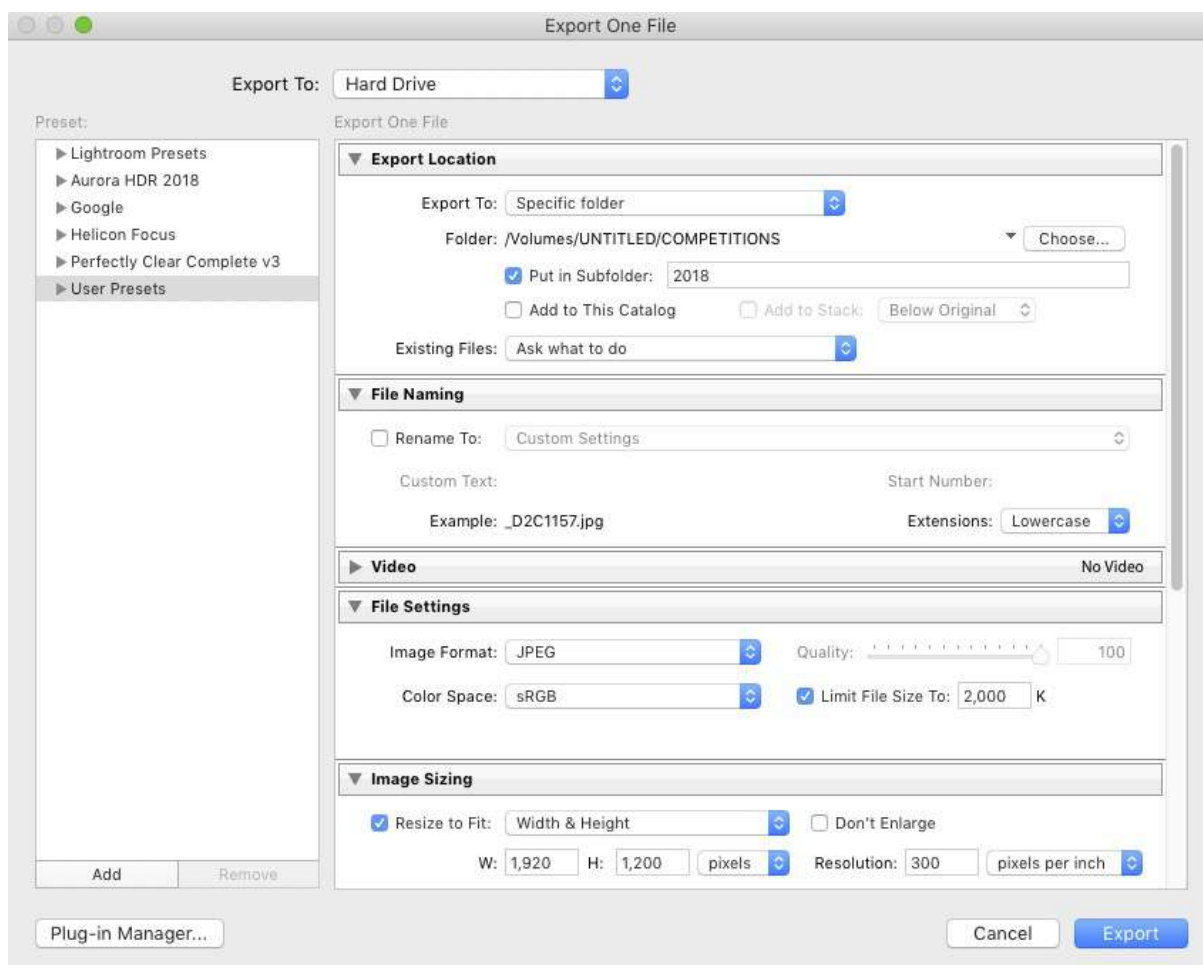 Export One File
Export To: Hard Drive
Preset:
Lightroom Presets
Aurora HDR 2018
Google
Helicon Focus
Perfectly Clear Complete v3
User Presets
Add Remove
Export One File
Export Location
Export To: Specific folder
Folder: /Volumes/UNTITLED/COMPETITIONS Choose...
Put in Subfolder: 2018
Add to This Catalog Add to Stack: Below Original
Existing Files: Ask what to do
File Naming
Rename To: Custom Settings
Custom Text: Start Number:
Example: _D2C1157.jpg Extensions: Lowercase
Video No Video
File Settings
Image Format: JPEG Quality: 100
Color Space: sRGB Limit File Size To: 2,000 K
Image Sizing
Resize to Fit: Width & Height Don't Enlarge
W: 1,920 H: 1,200 pixels Resolution: 300 pixels per inch
Plug-in Manager... Cancel Export